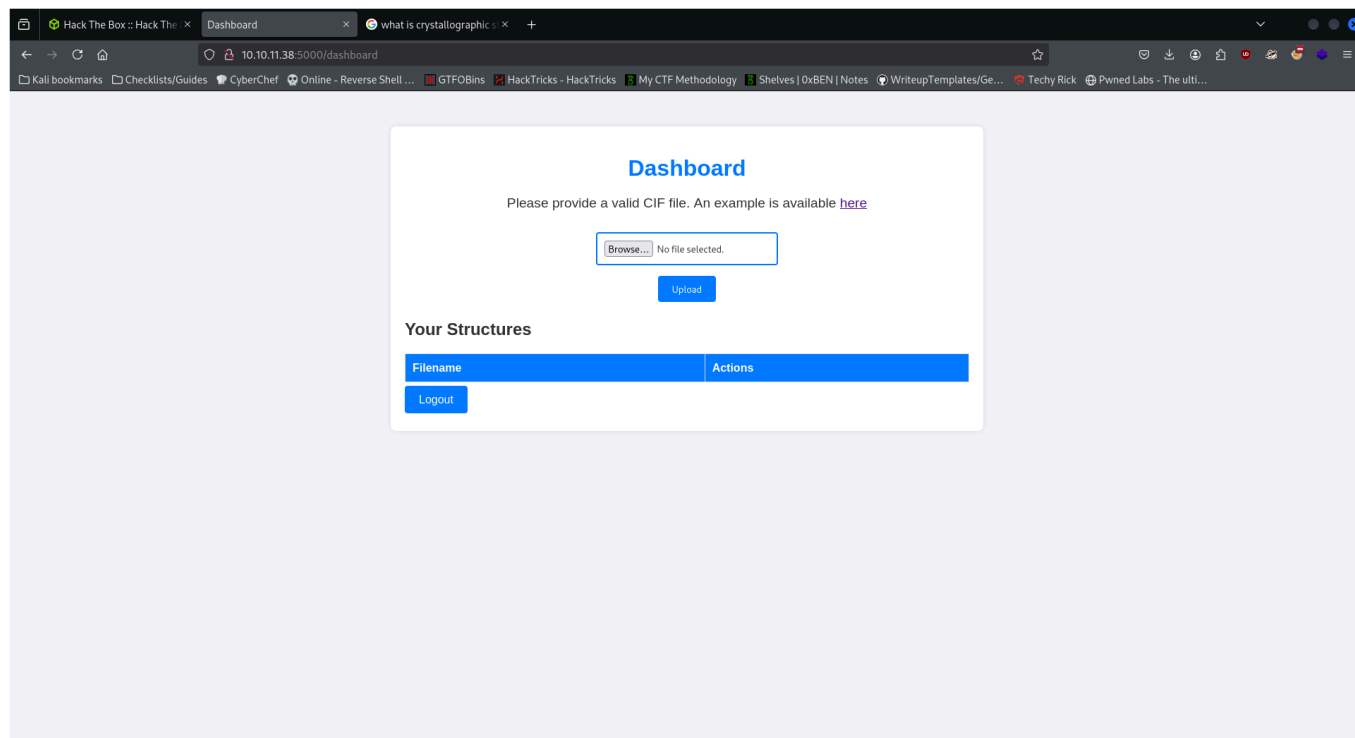 Hack The Box :: Hack The
Dashboard
what is crystallographic s
10.10.11.38:5000/dashboard
Kali bookmarks Checklists/Guides CyberChef Online - Reverse Shell ... GTFOBins HackTricks - HackTricks My CTF Methodology Shelves | 0xBEN | Notes WriteupTemplates/Ge... Techy Rick Pwned Labs - The ulti...
Dashboard
Please provide a valid CIF file. An example is available here
Browse... No file selected.
Upload
Your Structures
Filename Actions
Logout